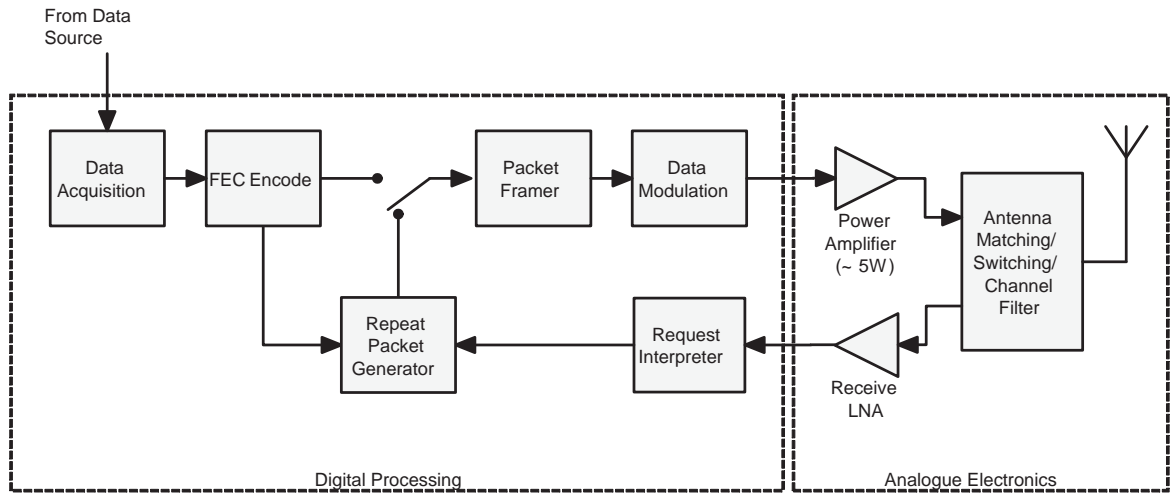 From Data
Source
Data
Acquisition
FEC Encode
Packet
Framer
Data
Modulation
Power
Amplifier
(~ 5W)
Antenna
Matching/
Switching/
Channel
Filter
Repeat
Packet
Generator
Request
Interpreter
Receive
LNA
Digital Processing
Analogue Electronics